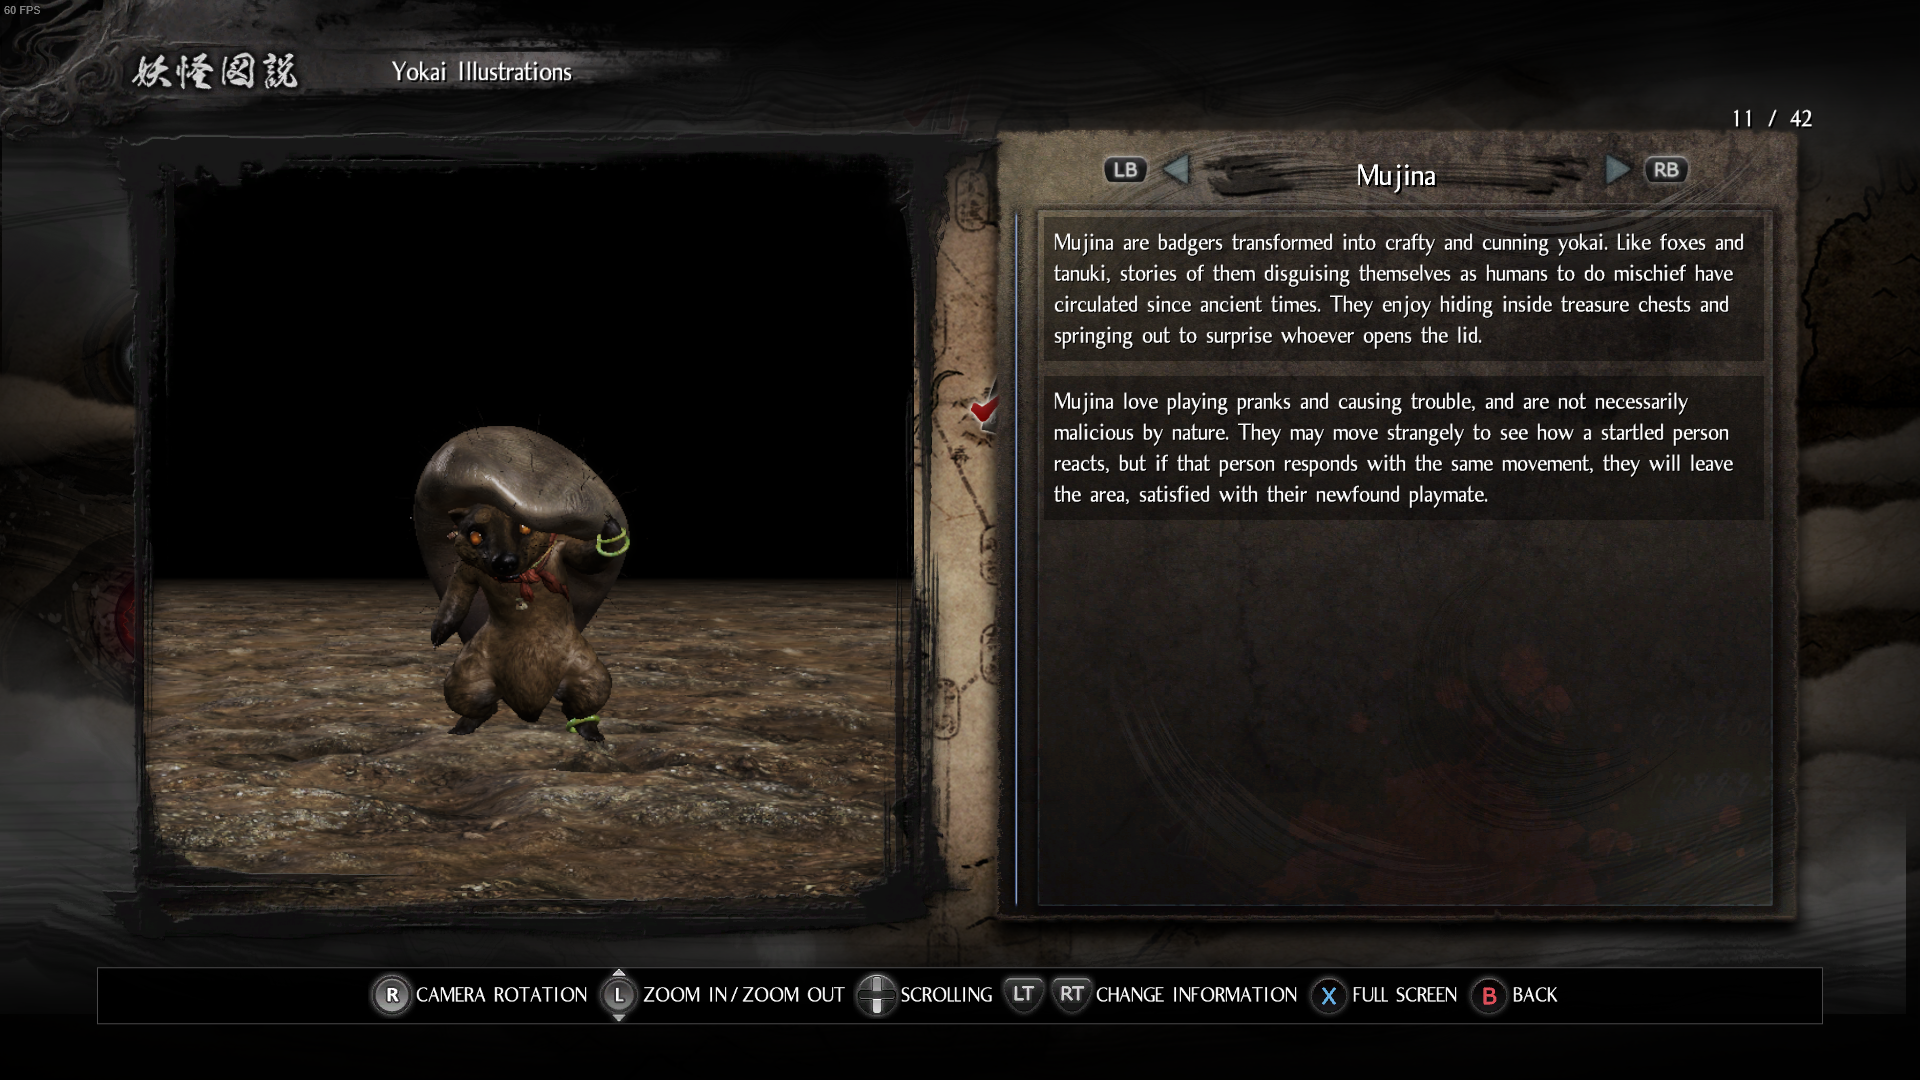 60 FPS
妖怪図説
Yokai Illustrations
11 / 42
LB
Mujina
RB
Mujina are badgers transformed into crafty and cunning yokai. Like foxes and
tanuki, stories of them disguising themselves as humans to do mischief have
circulated since ancient times. They enjoy hiding inside treasure chests and
springing out to surprise whoever opens the lid.
Mujina love playing pranks and causing trouble, and are not necessarily
malicious by nature. They may move strangely to see how a startled person
reacts, but if that person responds with the same movement, they will leave
the area, satisfied with their newfound playmate.
R CAMERA ROTATION L ZOOM IN/ZOOM OUT SCROLLING LT RT CHANGE INFORMATION X FULL SCREEN B BACK